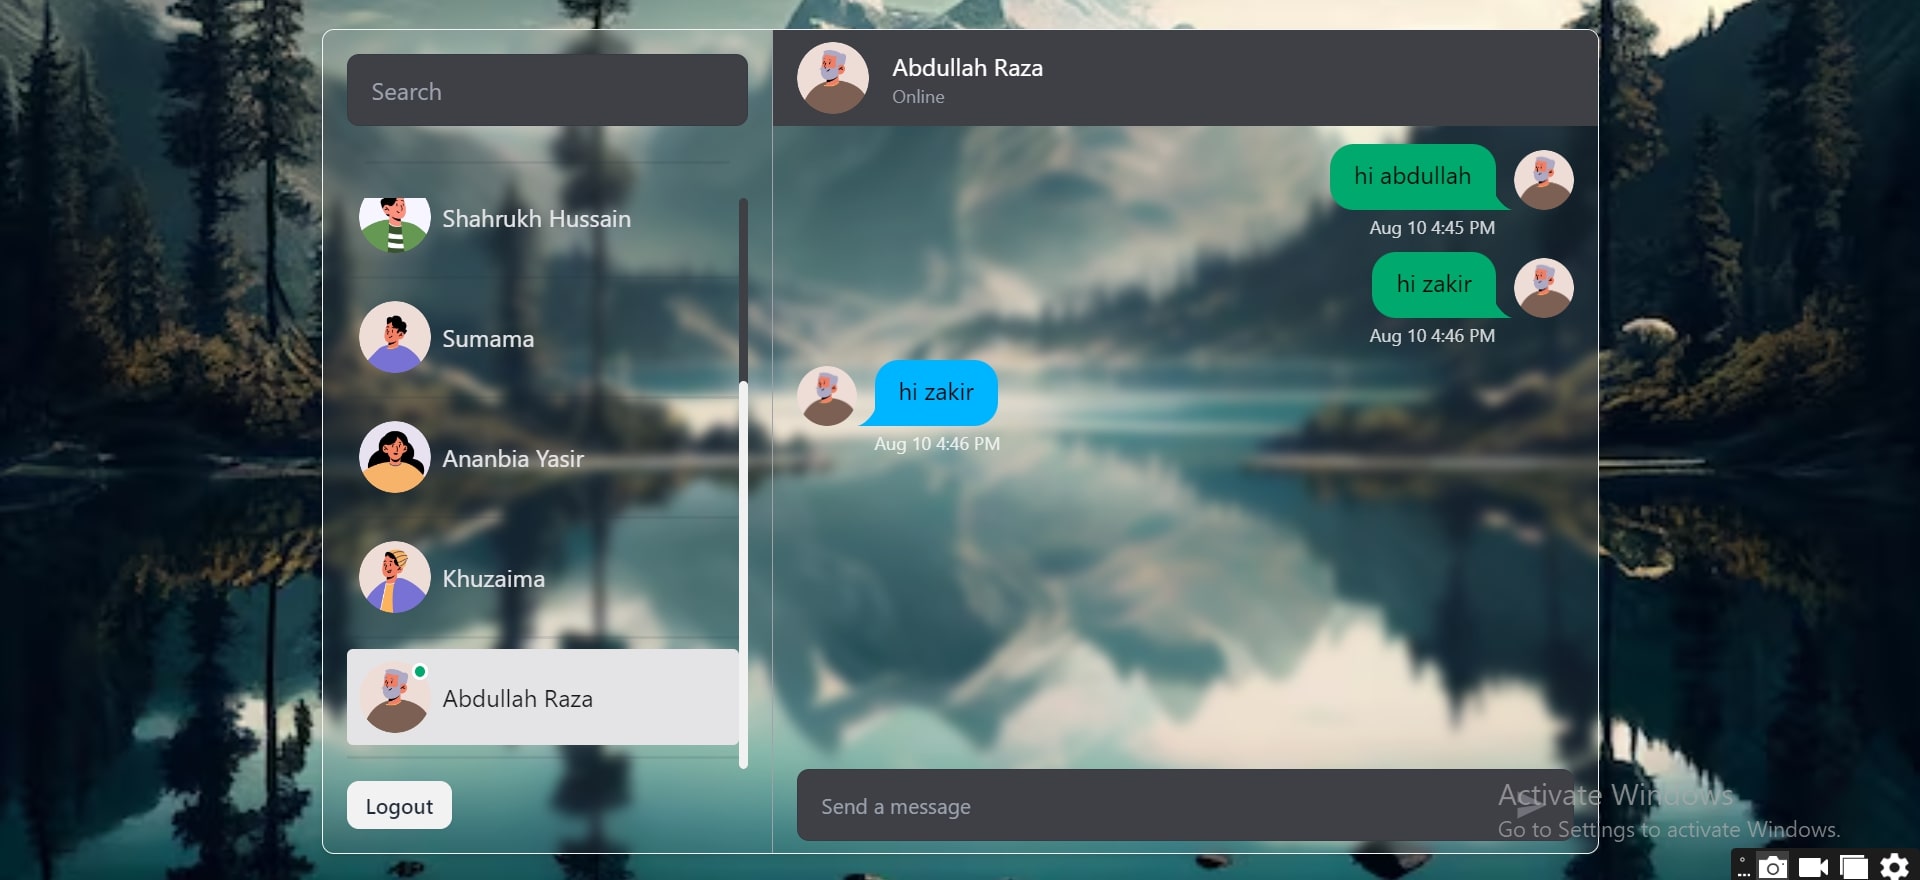 Search
Shahrukh Hussain
Sumama
Ananbia Yasir
Khuzaima
Abdullah Raza
Logout
Abdullah Raza
Online
hi abdullah
Aug 10 4:45 PM
hi zakir
Aug 10 4:46 PM
hi zakir
Aug 10 4:46 PM
Send a message
Activate Windows
Go to Settings to activate Windows.